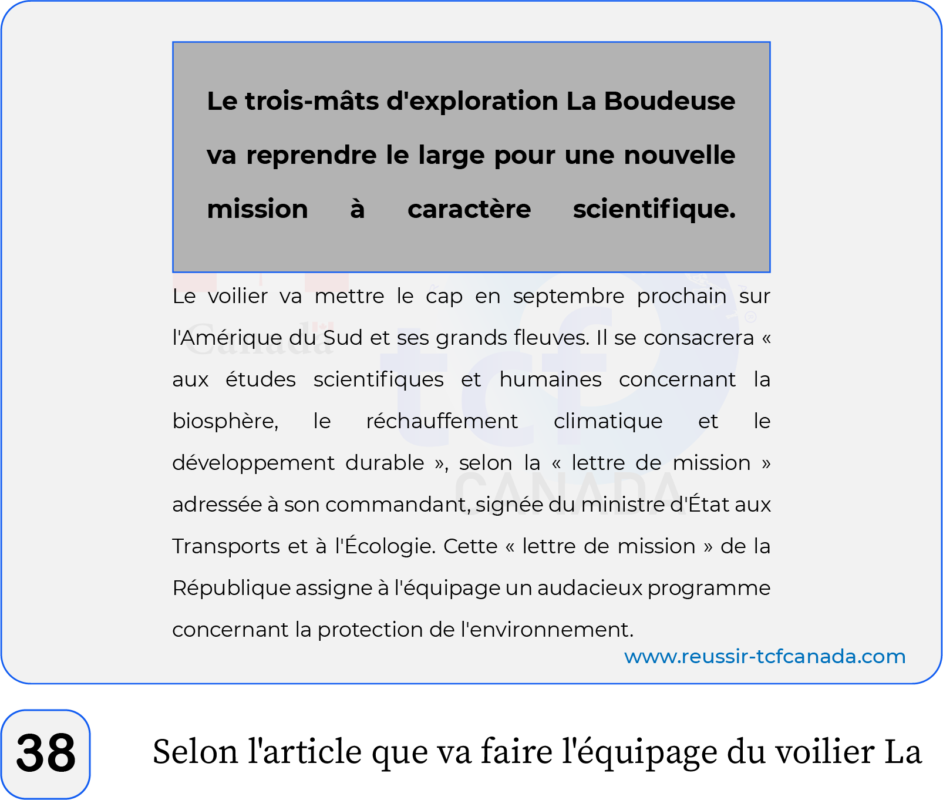 Le trois-mâts d'exploration La Boudeuse
va reprendre le large pour une nouvelle
mission à caractère scientifique.
Le voilier va mettre le cap en septembre prochain sur
l'Amérique du Sud et ses grands fleuves. Il se consacrera «
aux études scientifiques et humaines concernant la
biosphère, le réchauffement climatique et le
développement durable », selon la « lettre de mission »
adressée à son commandant, signée du ministre d'État aux
Transports et à l'Écologie. Cette « lettre de mission » de la
République assigne à l'équipage un audacieux programme
concernant la protection de l'environnement.
Canada
tcf
CANADA
www.reussir-tcfcanada.com
38 Selon l'article que va faire l'équipage du voilier La